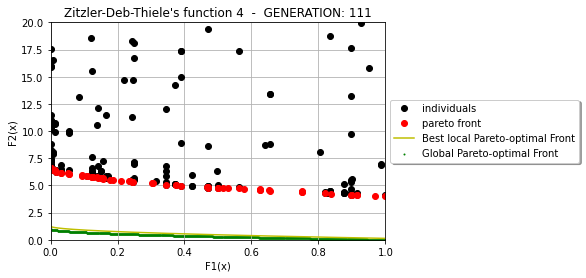 Zitzler-Deb-Thiele's function 4 - GENERATION: 111
F2(x)
20.0
17.5
15.0
12.5
10.0
7.5
5.0
2.5
0.0
0.0 0.2 0.4 0.6 0.8 1.0
F1(x)
individuals
pareto front
Best local Pareto-optimal Front
Global Pareto-optimal Front